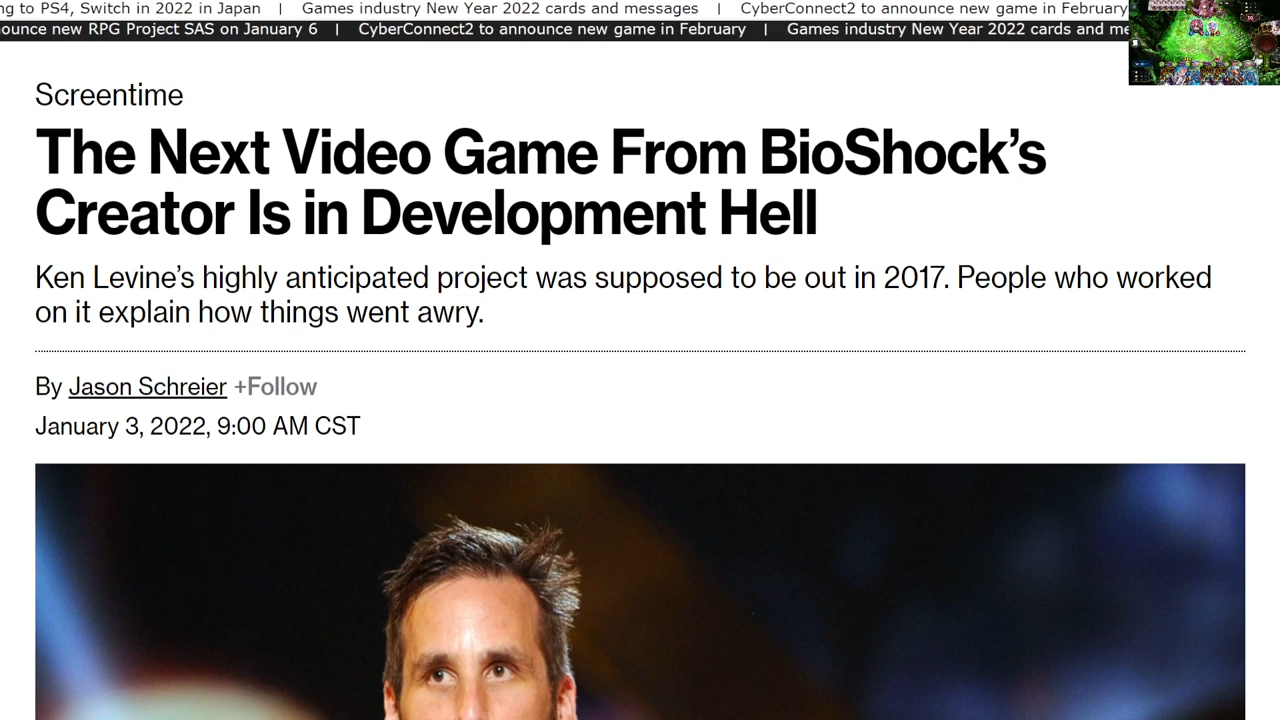 ng to PS4, Switch in 2022 in Japan | Games industry New Year 2022 cards and messages | CyberConnect2 to announce new game in February
ounce new RPG Project SAS on January 6 | CyberConnect2 to announce new game in February | Games industry New Year 2022 cards and me
Screentime
The Next Video Game From BioShock’s
Creator Is in Development Hell
Ken Levine’s highly anticipated project was supposed to be out in 2017. People who worked
on it explain how things went awry.
By Jason Schreier +Follow
January 3, 2022, 9:00 AM CST